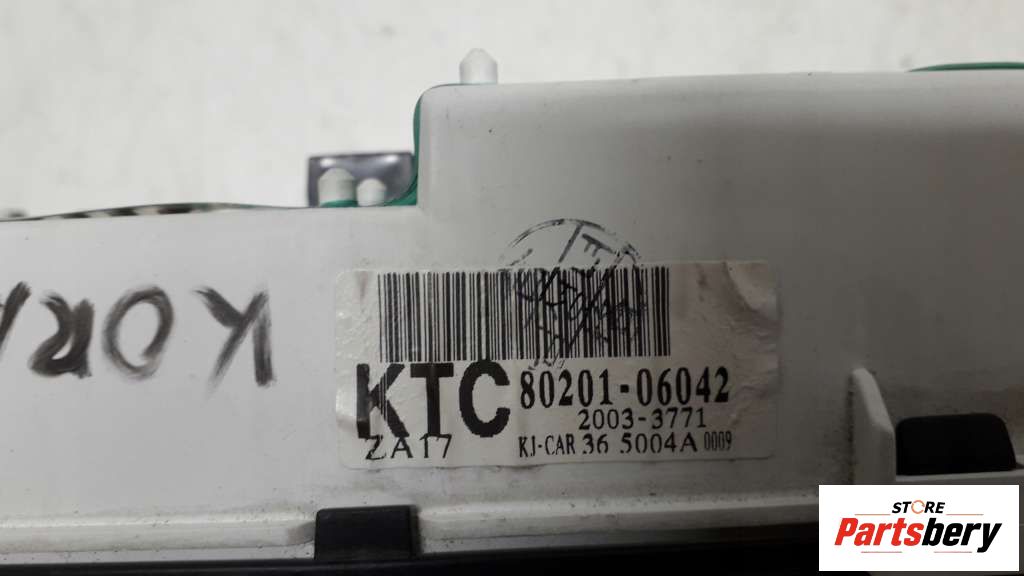 KORA
KTC 80201-06042
2003-3771
ZA17 KJ-CAR 36 5004A 0009
STORE
Partsbery